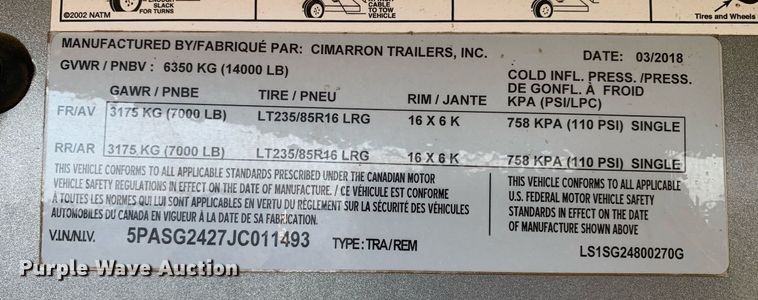 ©2002 NATM
SLACK
FOR TURNS
CABLE
TO TOW
VEHICLE
Tires and Wheels
MANUFACTURED BY/FABRIQUÉ PAR: CIMARRON TRAILERS, INC.
DATE: 03/2018
GVWR / PNBV : 6350 KG (14000 LB)
COLD INFL. PRESS./PRESS.
DE GONFL. À FROID
GAWR / PNBE TIRE / PNEU RIM / JANTE KPA (PSI/LPC)
FR/AV 3175 KG (7000 LB) LT235/85R16 LRG 16 X 6 K 758 KPA (110 PSI) SINGLE
RR/AR 3175 KG (7000 LB) LT235/85R16 LRG 16 X 6 K 758 KPA (110 PSI) SINGLE
THIS VEHICLE CONFORMS TO ALL APPLICABLE STANDARDS PRESCRIBED UNDER THE CANADIAN MOTOR
VEHICLE SAFETY REGULATIONS IN EFFECT ON THE DATE OF MANUFACTURE. / CE VÉHICULE EST CONFORME
À TOUTES LES NORMES QUI LUI SONT APPLICABLES EN VERTU DU RÈGLEMENT SUR LA SÉCURITÉ DES VÉHICULES
AUTOMOBILES DU CANADA EN VIGUEUR À LA DATE DE SA FABRICATION.
THIS VEHICLE CONFORMS TO ALL APPLICABLE
U.S. FEDERAL MOTOR VEHICLE SAFETY
STANDARDS IN EFFECT ON THE DATE
OF MANUFACTURE SHOWN ABOVE
V.I.N/N.I.V. 5PASG2427JC011493 TYPE: TRA/REM
LS1SG24800270G
Purple Wave Auction